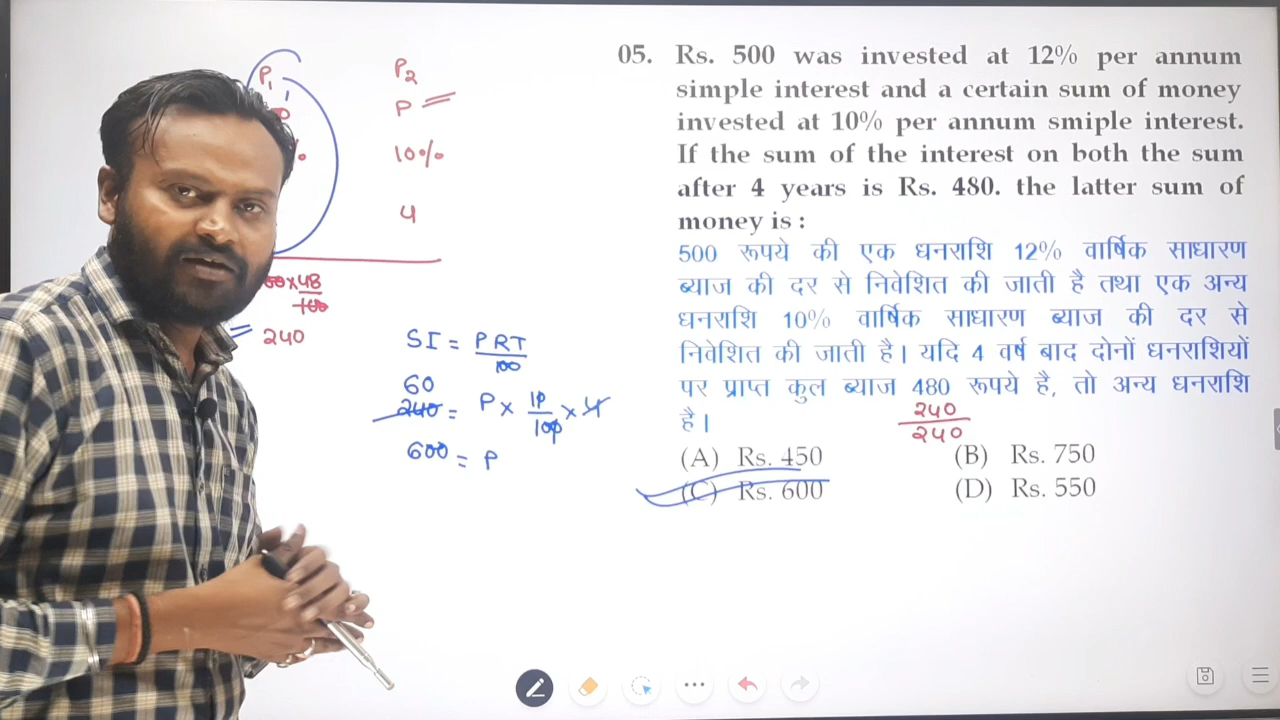 P₁
P₂
P
10%
4
×48
100
240
SI = PRT
100
60
240 = P × 10 × 4
100
600 = P
05. Rs. 500 was invested at 12% per annum
simple interest and a certain sum of money
invested at 10% per annum smiple interest.
If the sum of the interest on both the sum
after 4 years is Rs. 480. the latter sum of
money is :
500 रूपये की एक धनराशि 12% वार्षिक साधारण
ब्याज की दर से निवेशित की जाती है तथा एक अन्य
धनराशि 10% वार्षिक साधारण ब्याज की दर से
निवेशित की जाती है। यदि 4 वर्ष बाद दोनों धनराशियों
पर प्राप्त कुल ब्याज 480 रूपये है, तो अन्य धनराशि
है।
240
240
(A) Rs. 450 (B) Rs. 750
(C) Rs. 600 (D) Rs. 550